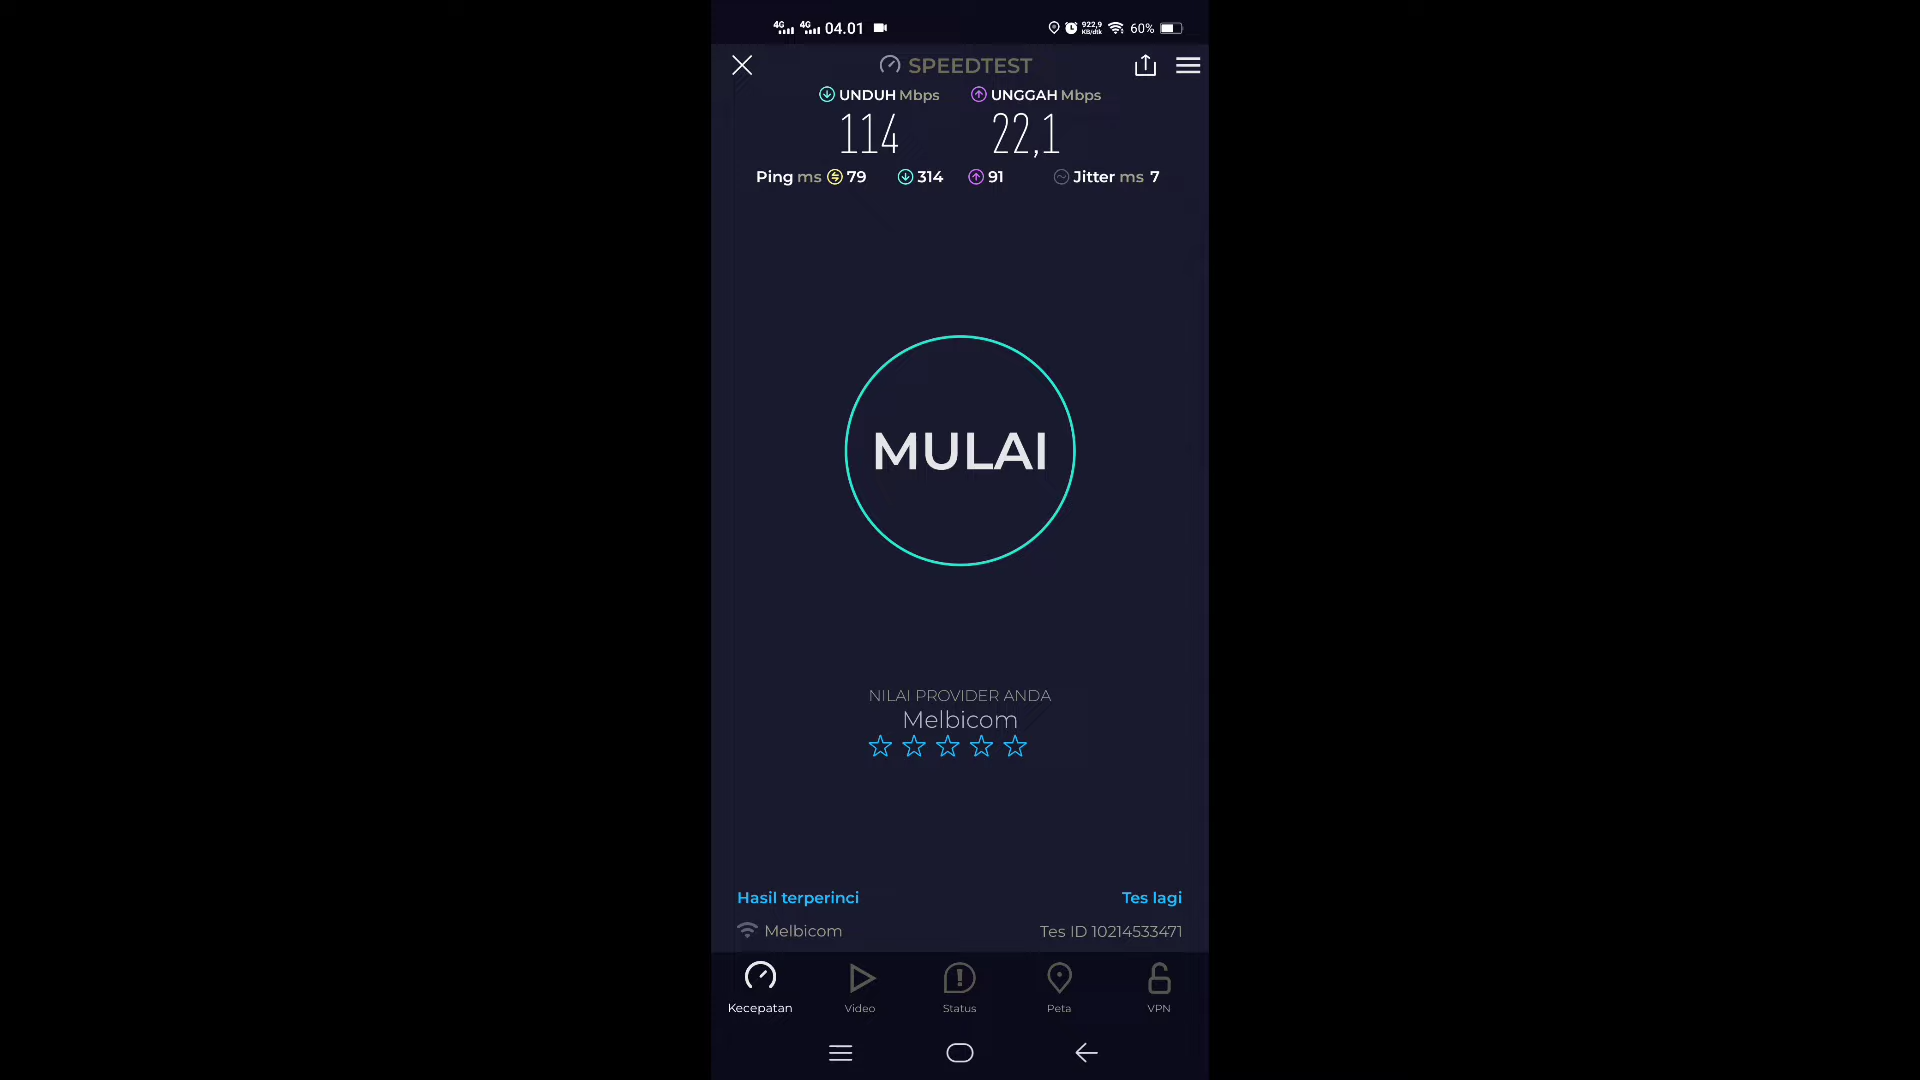 4G 4G 04.01 922,9 KB/dtk 60%
SPEEDTEST
UNDUH Mbps UNGGAH Mbps
114 22,1
Ping ms 79 314 91 Jitter ms 7
MULAI
NILAI PROVIDER ANDA
Melbicom
Hasil terperinci Tes lagi
Melbicom Tes ID 10214533471
Kecepatan Video Status Peta VPN